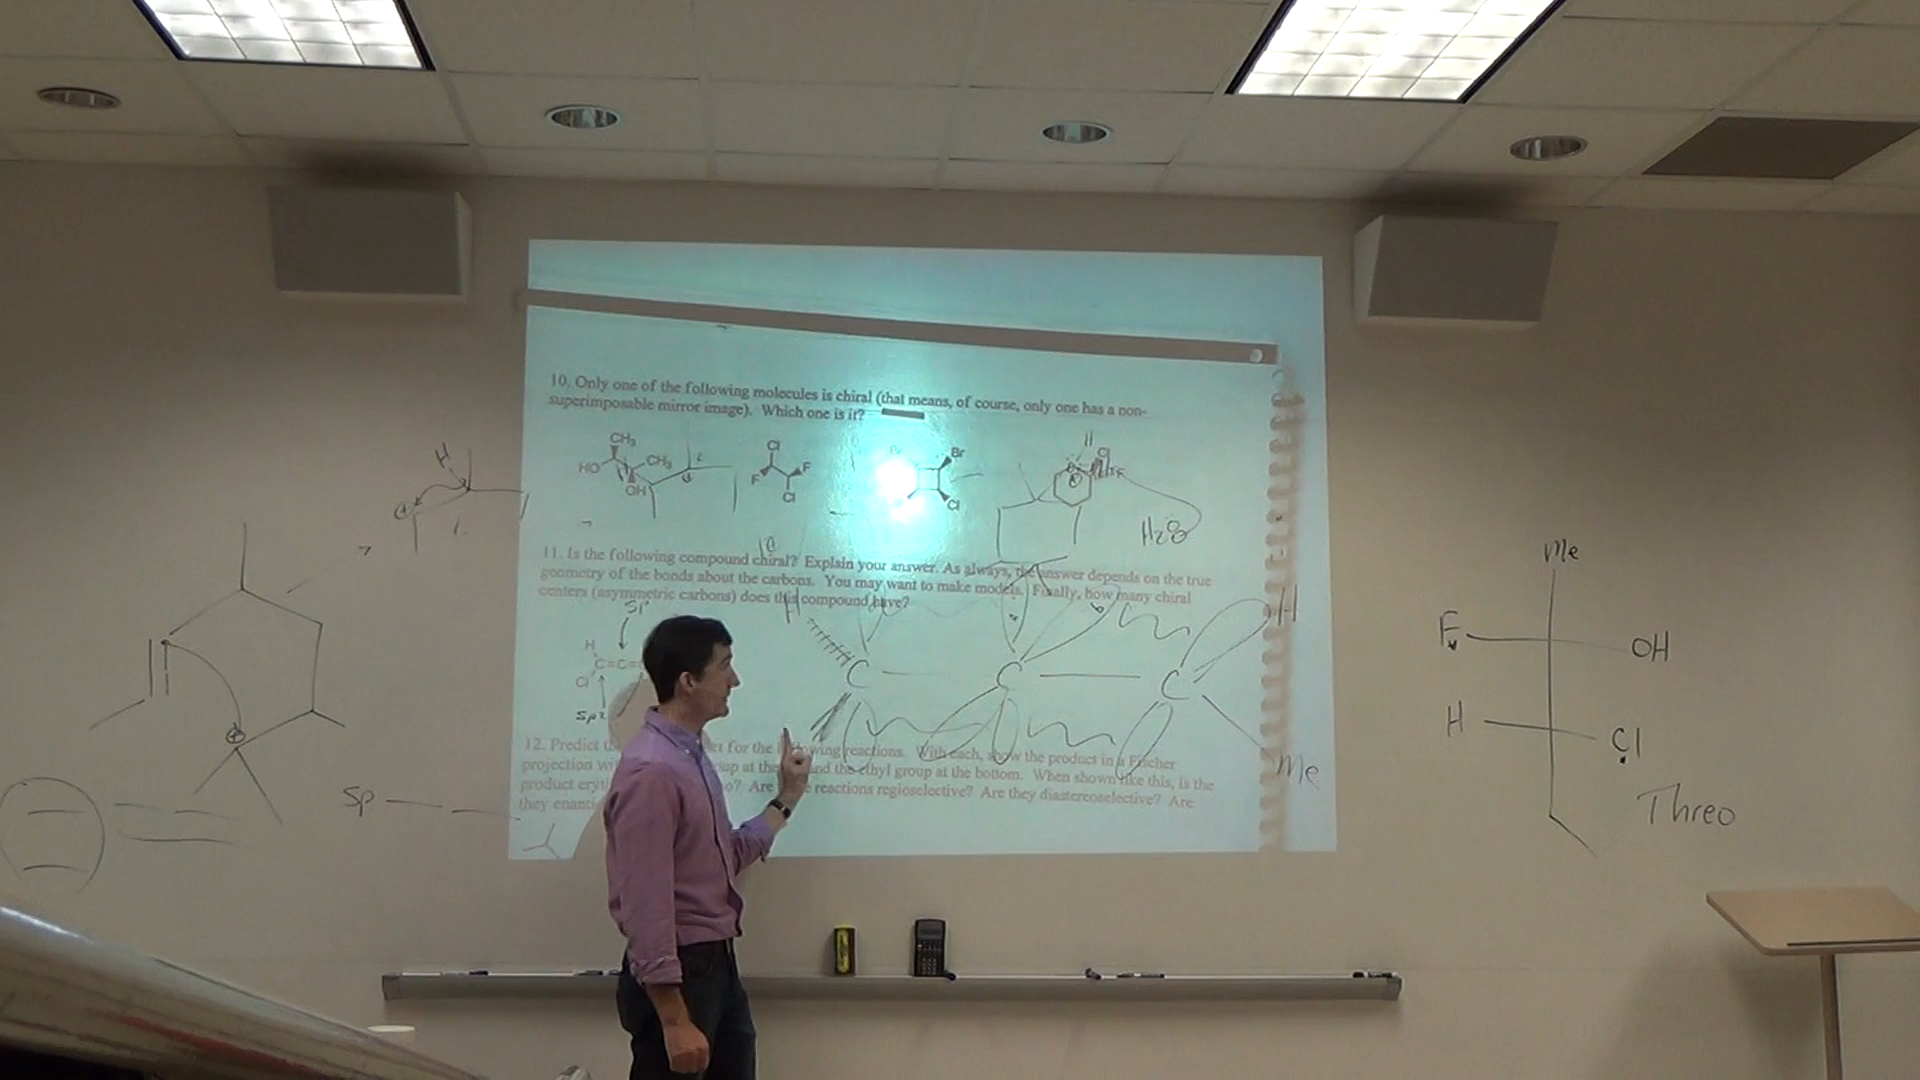 10. Only one of the following molecules is chiral (that means, of course, only one has a non-
superimposable mirror image). Which one is it?
CH3
HO
CH3
OH
Cl
F
F
Cl
Br
Cl
Cl
F
H
H2O
11. Is the following compound chiral? Explain your answer. As always, the answer depends on the true
geometry of the bonds about the carbons. You may want to make models. Finally, how many chiral
centers (asymmetric carbons) does this compound have?
Sp
H
C=C=
Cl
Sp2
H
C
C
C
H
Me
12. Predict the following reactions. With each, show the product in a Fischer
projection and the ethyl group at the bottom. When shown like this, is the
product Are reactions regioselective? Are they diastereoselective? Are
they
Sp
Me
F
OH
H
Cl
Threo